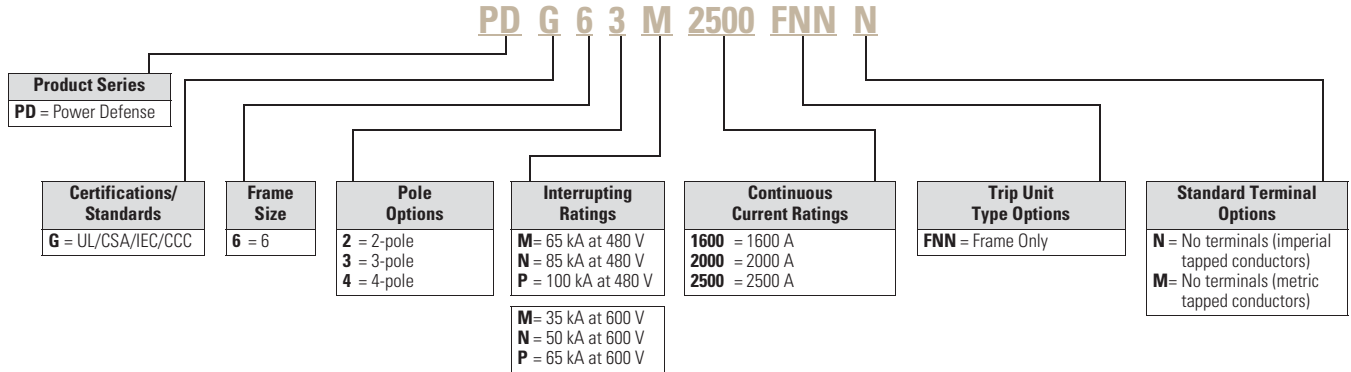 PD G 6 3 M 2500 FNN N
Product Series
PD = Power Defense
Certifications/
Standards
G = UL/CSA/IEC/CCC
Frame
Size
6 = 6
Pole
Options
2 = 2-pole
3 = 3-pole
4 = 4-pole
Interrupting
Ratings
M= 65 kA at 480 V
N = 85 kA at 480 V
P = 100 kA at 480 V
M= 35 kA at 600 V
N = 50 kA at 600 V
P = 65 kA at 600 V
Continuous
Current Ratings
1600 = 1600 A
2000 = 2000 A
2500 = 2500 A
Trip Unit
Type Options
FNN = Frame Only
Standard Terminal
Options
N = No terminals (imperial
tapped conductors)
M= No terminals (metric
tapped conductors)